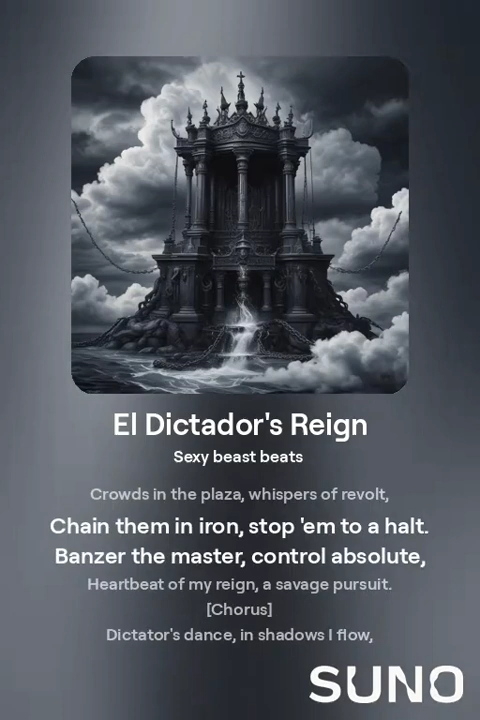 El Dictador's Reign
Sexy beast beats
Crowds in the plaza, whispers of revolt,
Chain them in iron, stop 'em to a halt.
Banzer the master, control absolute,
Heartbeat of my reign, a savage pursuit.
[Chorus]
Dictator's dance, in shadows I flow,
SUNO